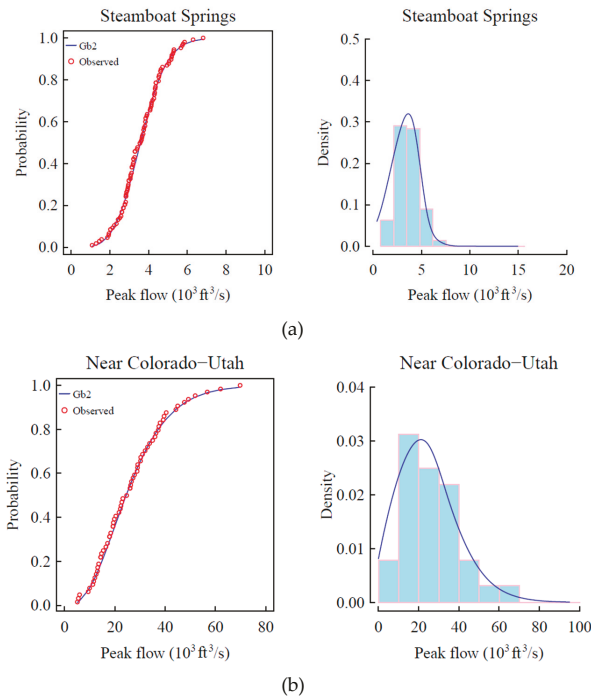 Steamboat Springs
Gb2
Observed
Probability
1.0
0.8
0.6
0.4
0.2
0.0
0 2 4 6 8 10
Peak flow (10³ ft³/s)
Steamboat Springs
Density
0.5
0.4
0.3
0.2
0.1
0.0
0 5 10 15 20
Peak flow (10³ ft³/s)
(a)
Near Colorado−Utah
Gb2
Observed
Probability
1.0
0.8
0.6
0.4
0.2
0.0
0 20 40 60 80
Peak flow (10³ ft³/s)
Near Colorado−Utah
Density
0.04
0.03
0.02
0.01
0.00
0 20 40 60 80 100
Peak flow (10³ ft³/s)
(b)